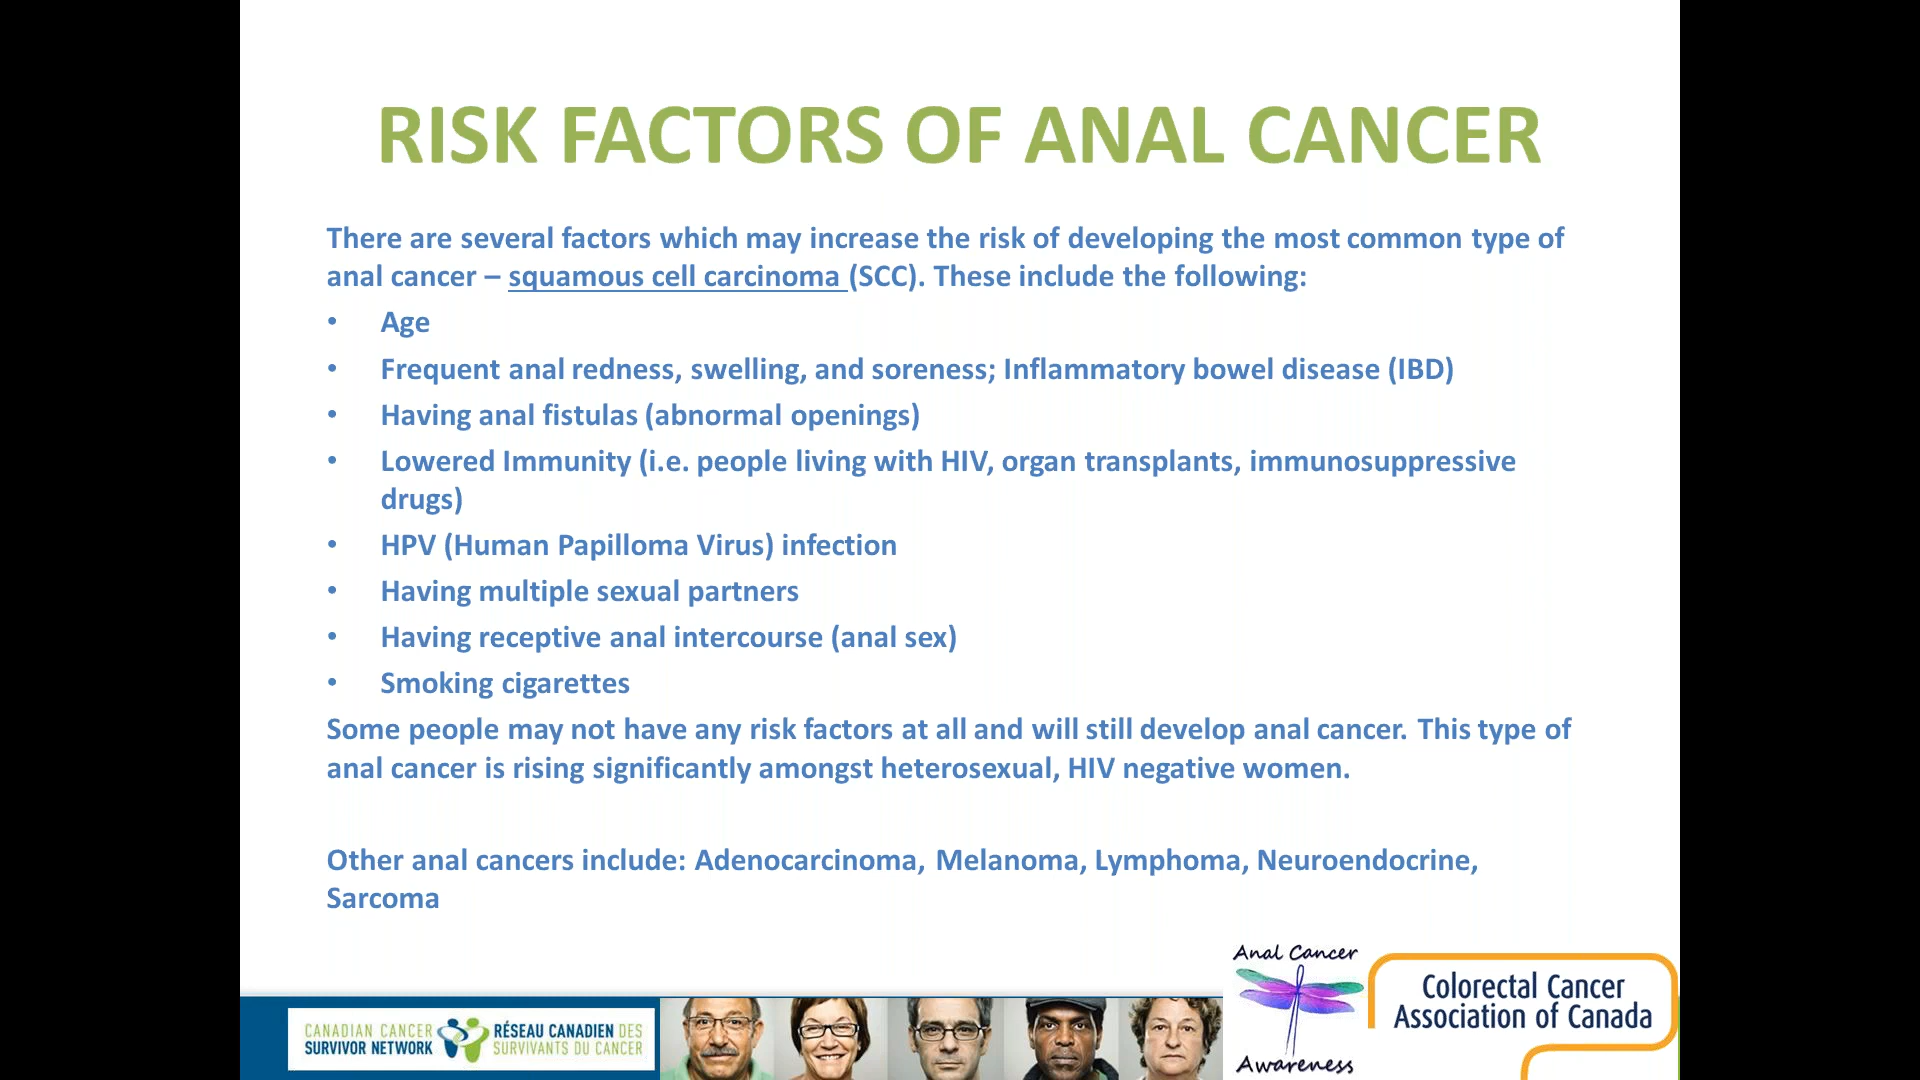 RISK FACTORS OF ANAL CANCER
There are several factors which may increase the risk of developing the most common type of
anal cancer – squamous cell carcinoma (SCC). These include the following:
• Age
• Frequent anal redness, swelling, and soreness; Inflammatory bowel disease (IBD)
• Having anal fistulas (abnormal openings)
• Lowered Immunity (i.e. people living with HIV, organ transplants, immunosuppressive
drugs)
• HPV (Human Papilloma Virus) infection
• Having multiple sexual partners
• Having receptive anal intercourse (anal sex)
• Smoking cigarettes
Some people may not have any risk factors at all and will still develop anal cancer. This type of
anal cancer is rising significantly amongst heterosexual, HIV negative women.
Other anal cancers include: Adenocarcinoma, Melanoma, Lymphoma, Neuroendocrine,
Sarcoma
CANADIAN CANCER
SURVIVOR NETWORK
RÉSEAU CANADIEN DES
SURVIVANTS DU CANCER
Anal Cancer
Awareness
Colorectal Cancer
Association of Canada